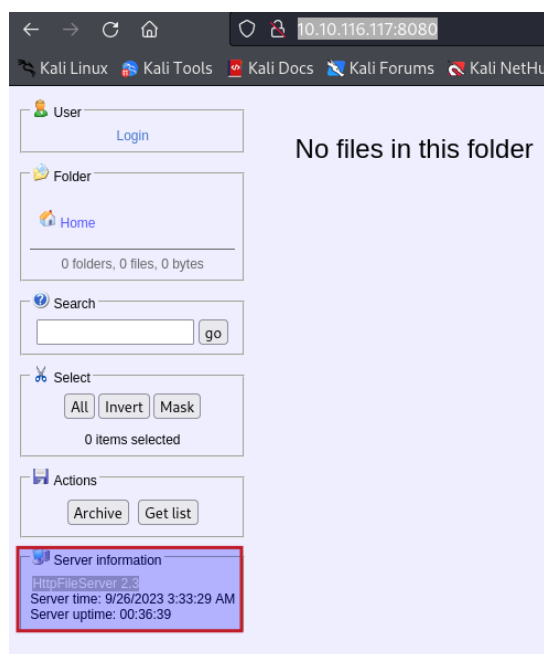 10.10.116.117:8080
Kali Linux Kali Tools Kali Docs Kali Forums Kali NetHu
User
Login
No files in this folder
Folder
Home
0 folders, 0 files, 0 bytes
Search
go
Select
All Invert Mask
0 items selected
Actions
Archive Get list
Server information
HttpFileServer 2.3
Server time: 9/26/2023 3:33:29 AM
Server uptime: 00:36:39